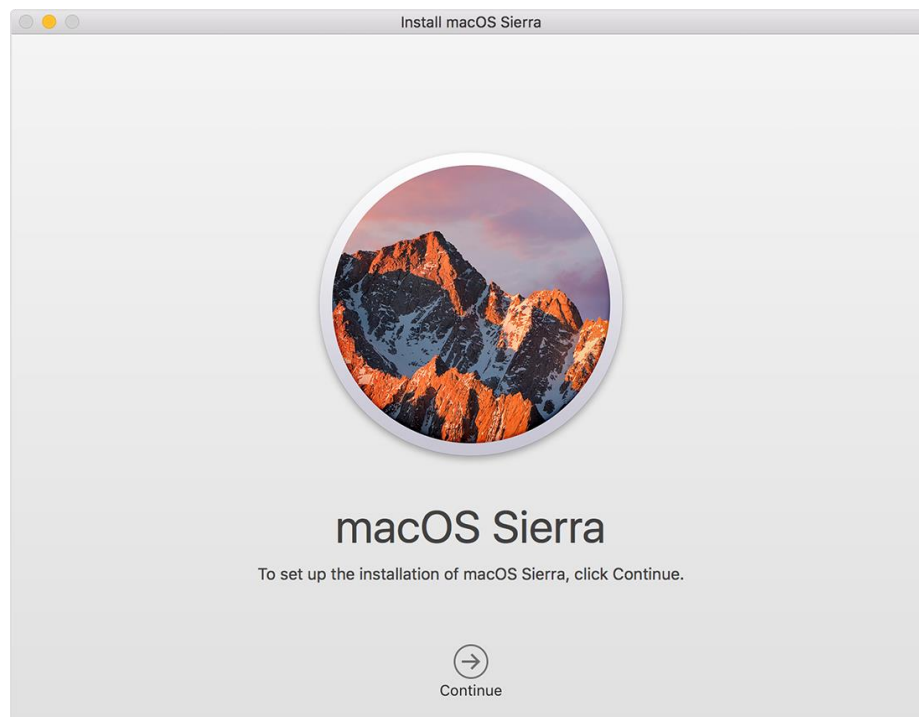 Install macOS Sierra
macOS Sierra
To set up the installation of macOS Sierra, click Continue.
Continue